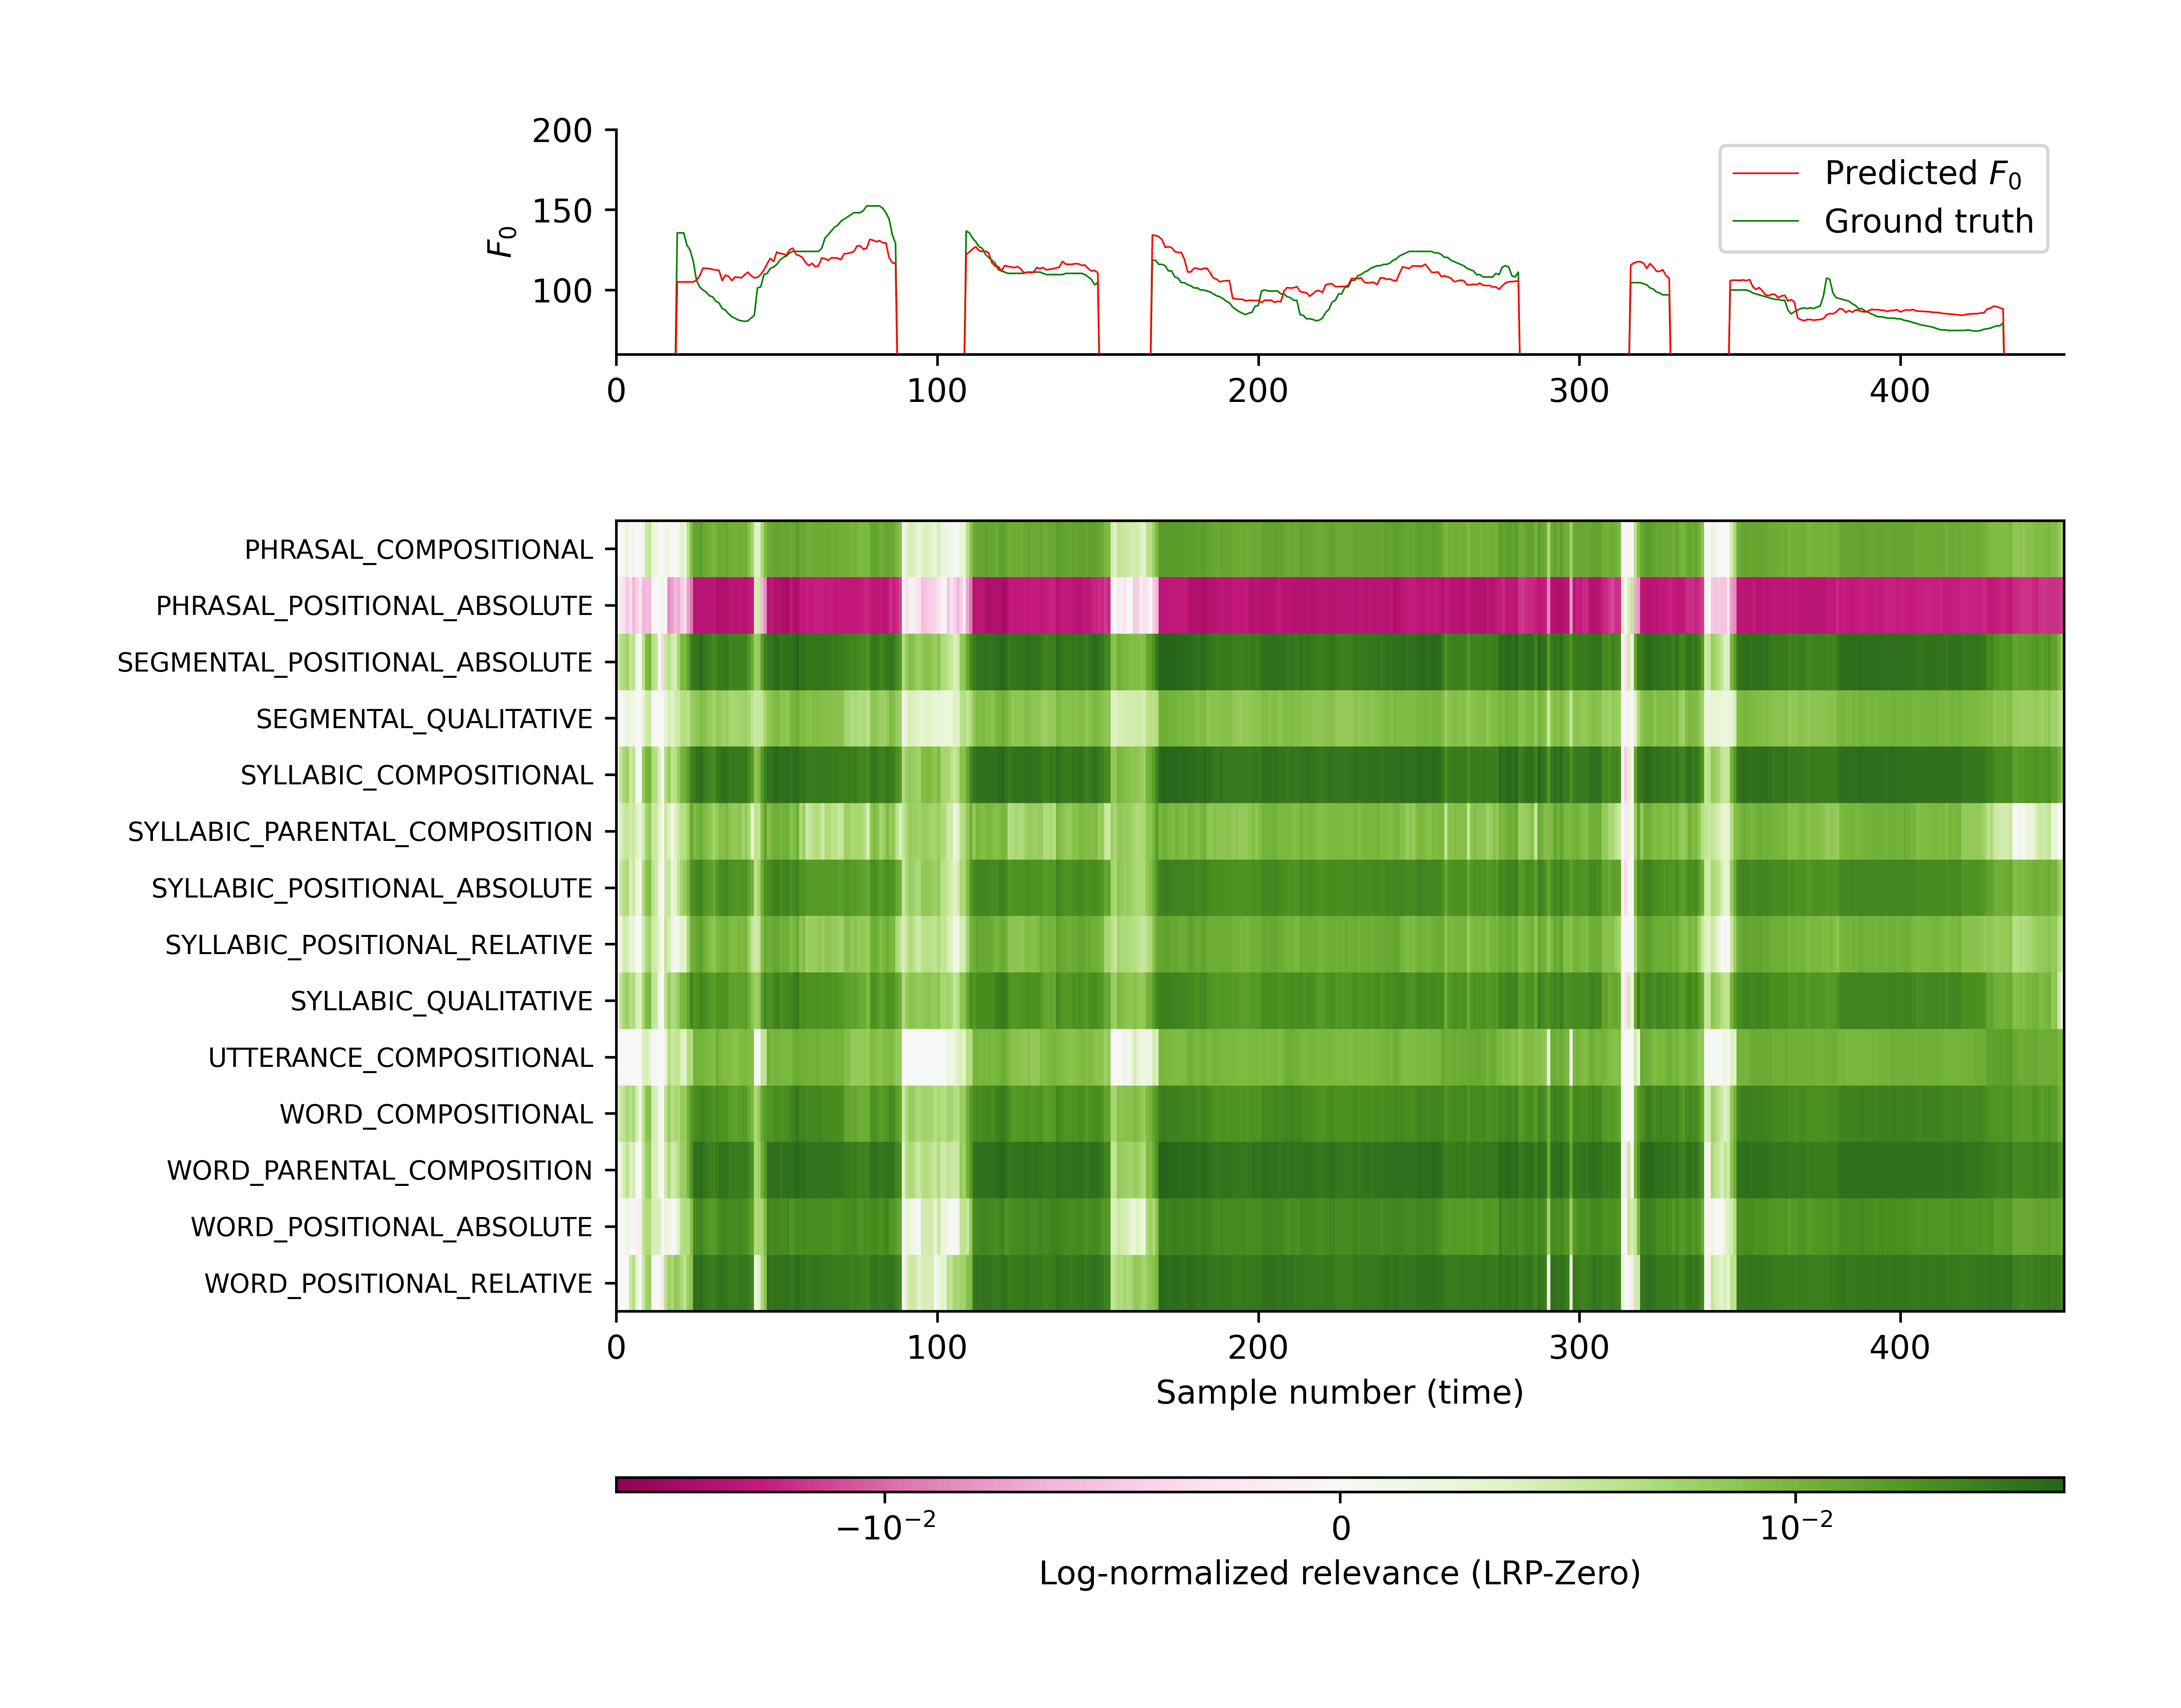 200
150
100
F0
Predicted F0
Ground truth
0 100 200 300 400
PHRASAL_COMPOSITIONAL
PHRASAL_POSITIONAL_ABSOLUTE
SEGMENTAL_POSITIONAL_ABSOLUTE
SEGMENTAL_QUALITATIVE
SYLLABIC_COMPOSITIONAL
SYLLABIC_PARENTAL_COMPOSITION
SYLLABIC_POSITIONAL_ABSOLUTE
SYLLABIC_POSITIONAL_RELATIVE
SYLLABIC_QUALITATIVE
UTTERANCE_COMPOSITIONAL
WORD_COMPOSITIONAL
WORD_PARENTAL_COMPOSITION
WORD_POSITIONAL_ABSOLUTE
WORD_POSITIONAL_RELATIVE
0 100 200 300 400
Sample number (time)
−10⁻² 0 10⁻²
Log-normalized relevance (LRP-Zero)